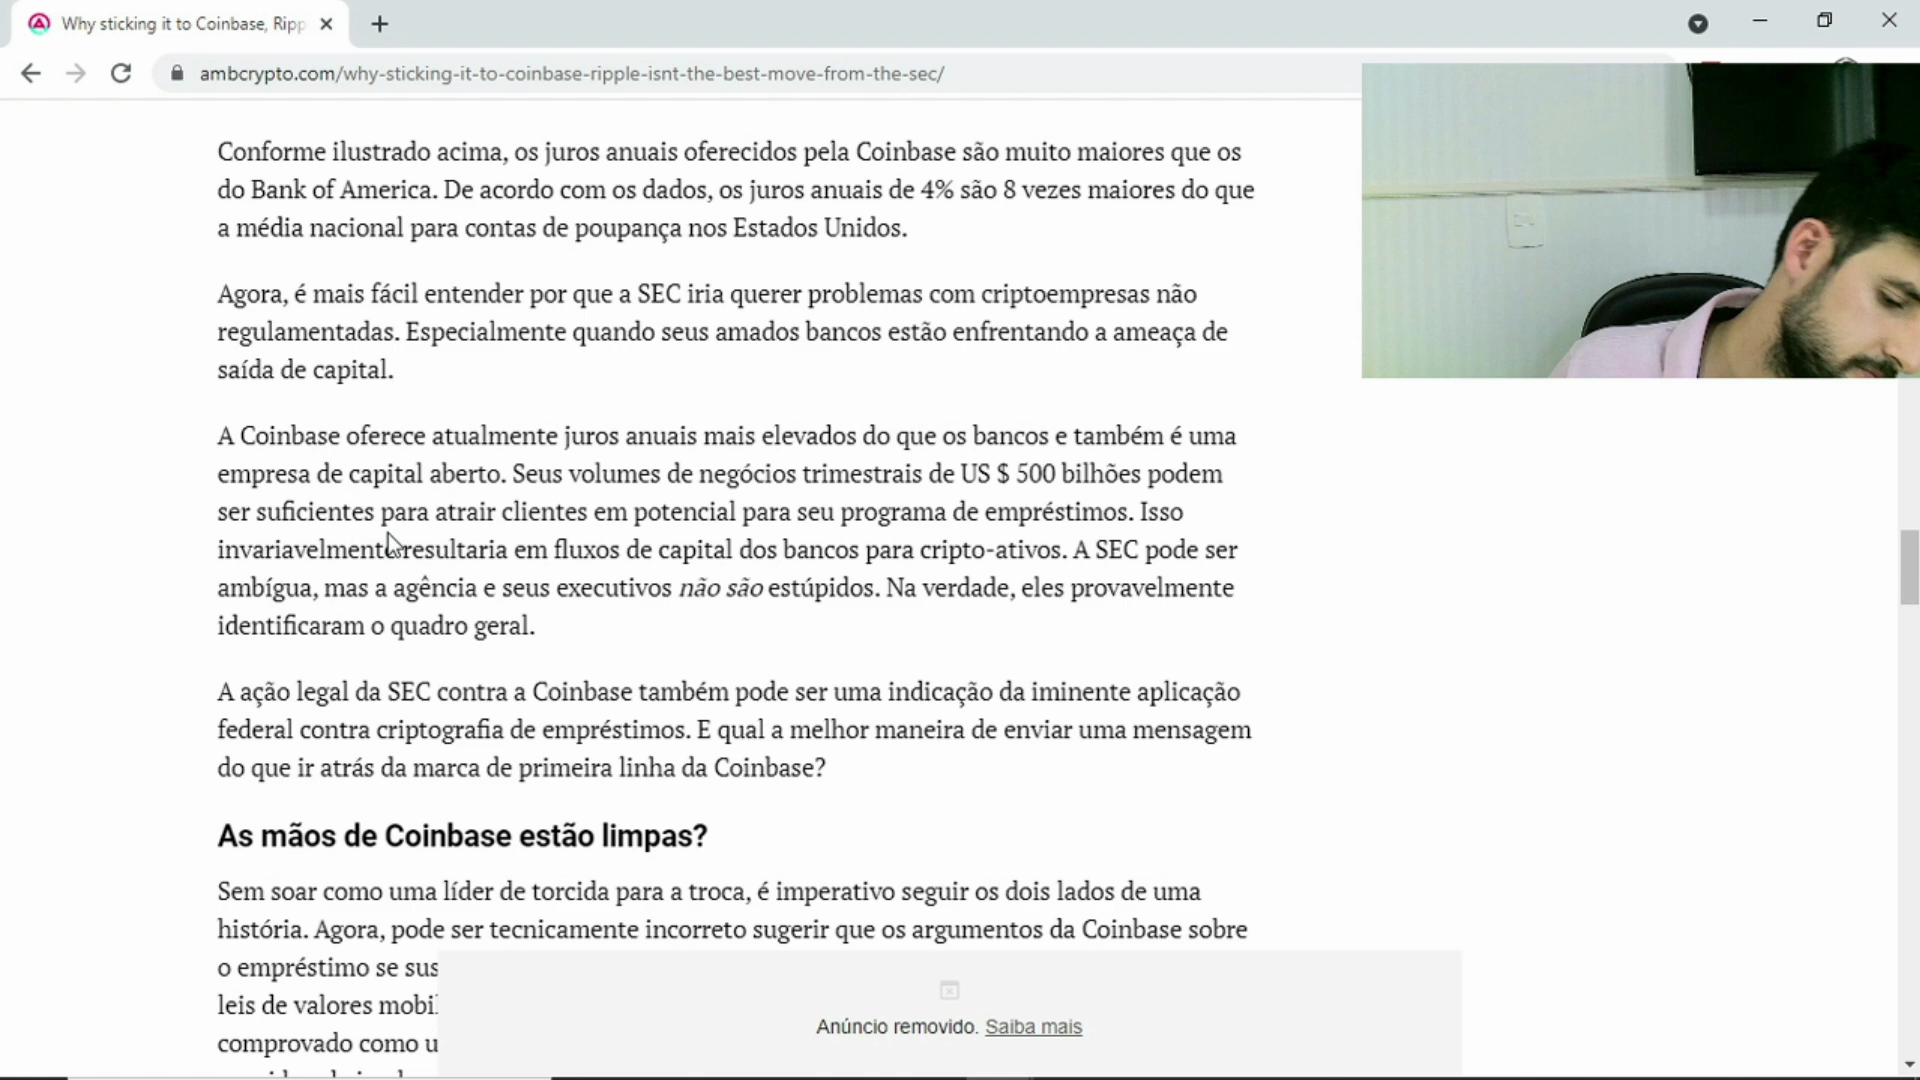 Why sticking it to Coinbase, Ripp
ambcrypto.com/why-sticking-it-to-coinbase-ripple-isnt-the-best-move-from-the-sec/
Conforme ilustrado acima, os juros anuais oferecidos pela Coinbase são muito maiores que os
do Bank of America. De acordo com os dados, os juros anuais de 4% são 8 vezes maiores do que
a média nacional para contas de poupança nos Estados Unidos.
Agora, é mais fácil entender por que a SEC iria querer problemas com criptoempresas não
regulamentadas. Especialmente quando seus amados bancos estão enfrentando a ameaça de
saída de capital.
A Coinbase oferece atualmente juros anuais mais elevados do que os bancos e também é uma
empresa de capital aberto. Seus volumes de negócios trimestrais de US $ 500 bilhões podem
ser suficientes para atrair clientes em potencial para seu programa de empréstimos. Isso
invariavelmente resultaria em fluxos de capital dos bancos para cripto-ativos. A SEC pode ser
ambígua, mas a agência e seus executivos não são estúpidos. Na verdade, eles provavelmente
identificaram o quadro geral.
A ação legal da SEC contra a Coinbase também pode ser uma indicação da iminente aplicação
federal contra criptografia de empréstimos. E qual a melhor maneira de enviar uma mensagem
do que ir atrás da marca de primeira linha da Coinbase?
As mãos de Coinbase estão limpas?
Sem soar como uma líder de torcida para a troca, é imperativo seguir os dois lados de uma
história. Agora, pode ser tecnicamente incorreto sugerir que os argumentos da Coinbase sobre
o empréstimo se sus
leis de valores mobil
comprovado como u
Anúncio removido. Saiba mais